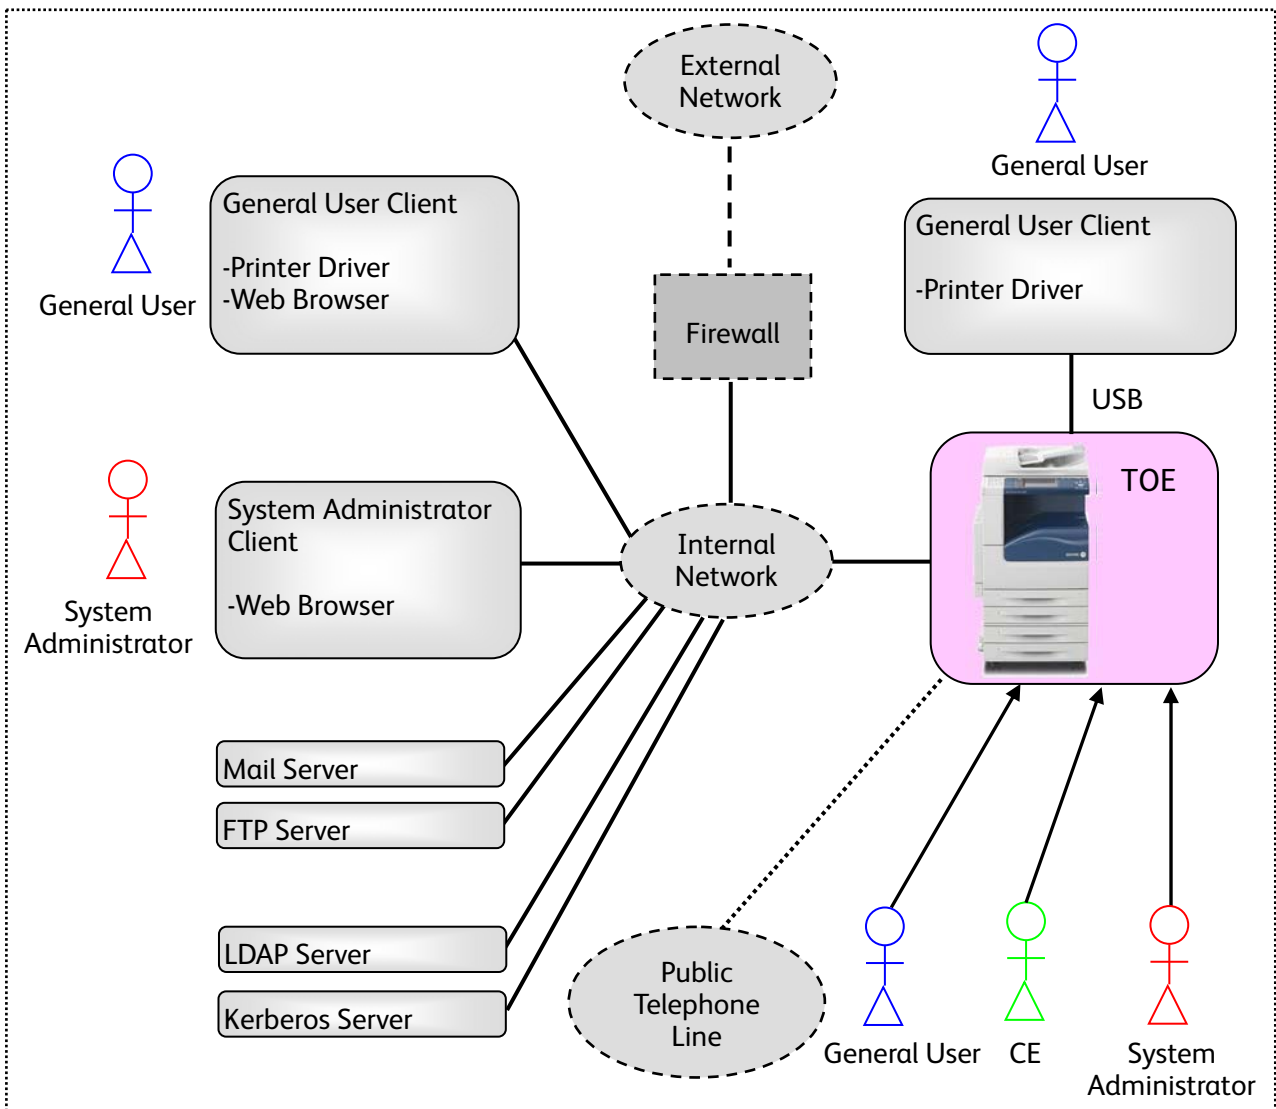 External
Network
General User
General User Client
-Printer Driver
-Web Browser
General User
General User Client
-Printer Driver
Firewall
USB
TOE
System Administrator
Client
-Web Browser
System
Administrator
Internal
Network
Mail Server
FTP Server
LDAP Server
Kerberos Server
Public
Telephone
Line
General User
CE
System
Administrator